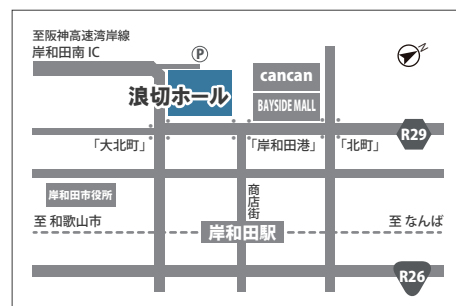 至阪神高速湾岸線
岸和田南 IC
P
N
cancan
BAYSIDE MALL
浪切ホール
「大北町」
「岸和田港」
「北町」
R29
岸和田市役所
商店街
至 和歌山市
至 なんば
岸和田駅
R26